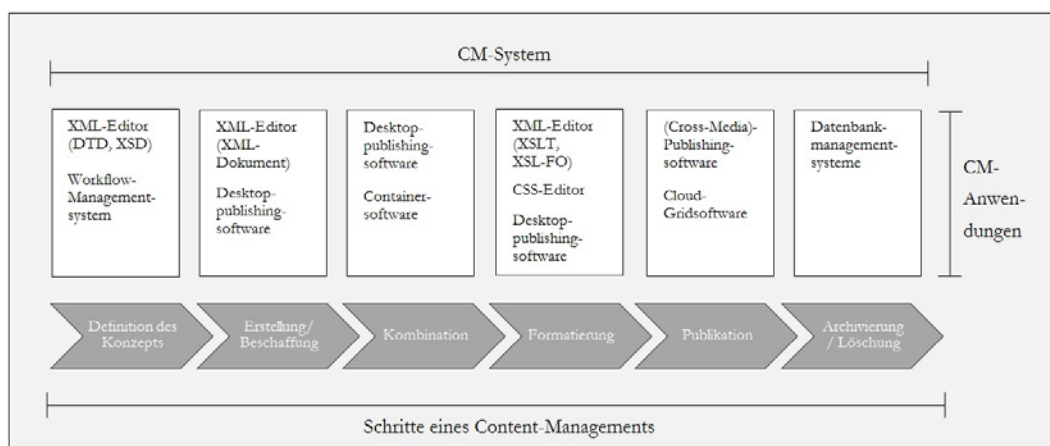 CM-System
XML-Editor
(DTD, XSD)
Workflow-
Management-
system
XML-Editor
(XML-
Dokument)
Desktop-
publishing-
software
Desktop-
publishing-
software
Container-
software
XML-Editor
(XSLT,
XSL-FO)
CSS-Editor
Desktop-
publishing-
software
(Cross-Media)-
Publishing-
software
Cloud-
Gridsoftware
Datenbank-
management-
systeme
CM-
Anwen-
dungen
Definition des
Konzepts
Erstellung/
Beschaffung
Kombination
Formatierung
Publikation
Archivierung
/ Löschung
Schritte eines Content-Managements